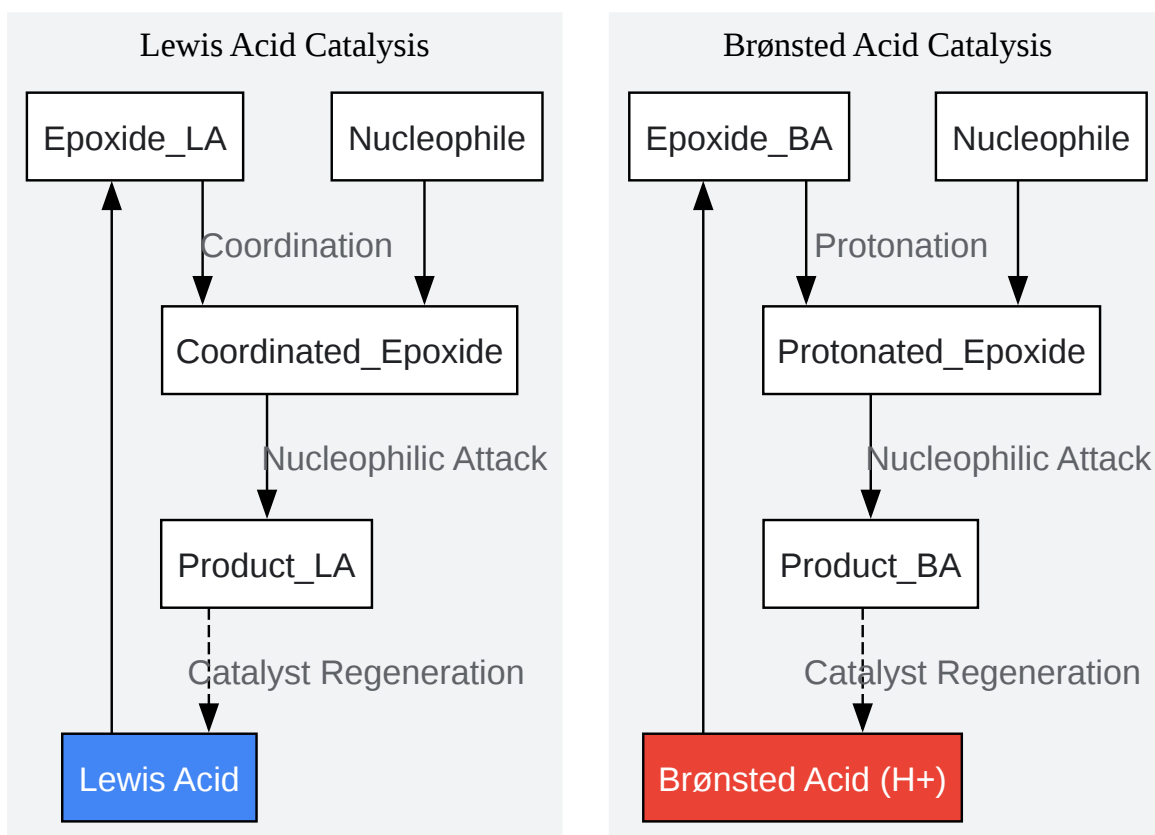 Lewis Acid Catalysis
Epoxide_LA
Nucleophile
Coordination
Coordinated_Epoxide
Nucleophilic Attack
Product_LA
Catalyst Regeneration
Lewis Acid
Brønsted Acid Catalysis
Epoxide_BA
Nucleophile
Protonation
Protonated_Epoxide
Nucleophilic Attack
Product_BA
Catalyst Regeneration
Brønsted Acid (H+)